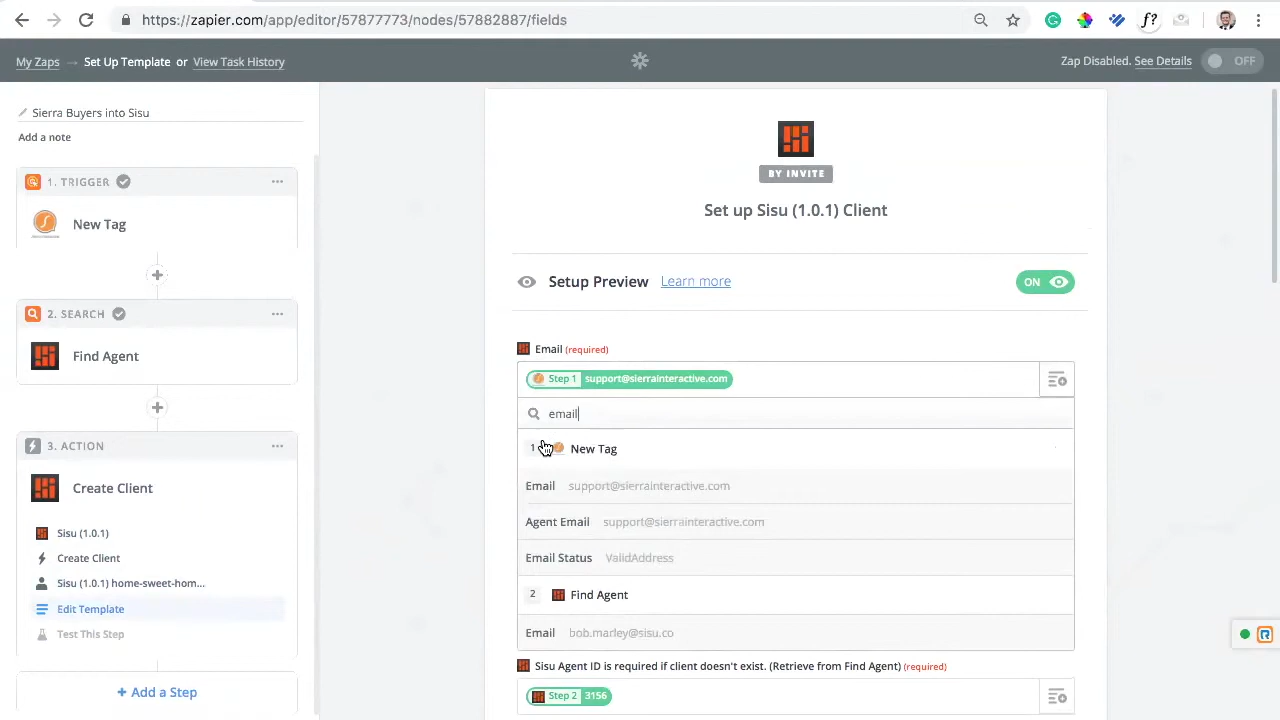 https://zapier.com/app/editor/57877773/nodes/57882887/fields
f?
My Zaps → Set Up Template or View Task History
Zap Disabled. See Details OFF
Sierra Buyers into Sisu
Add a note
1. TRIGGER
New Tag
2. SEARCH
Find Agent
3. ACTION
Create Client
Sisu (1.0.1)
Create Client
Sisu (1.0.1) home-sweet-hom...
Edit Template
Test This Step
+ Add a Step
BY INVITE
Set up Sisu (1.0.1) Client
Setup Preview Learn more
ON
Email (required)
Step 1 support@sierrainteractive.com
email
1 New Tag
Email support@sierrainteractive.com
Agent Email support@sierrainteractive.com
Email Status ValidAddress
2 Find Agent
Email bob.marley@sisu.co
Sisu Agent ID is required if client doesn't exist. (Retrieve from Find Agent) (required)
Step 2 3156